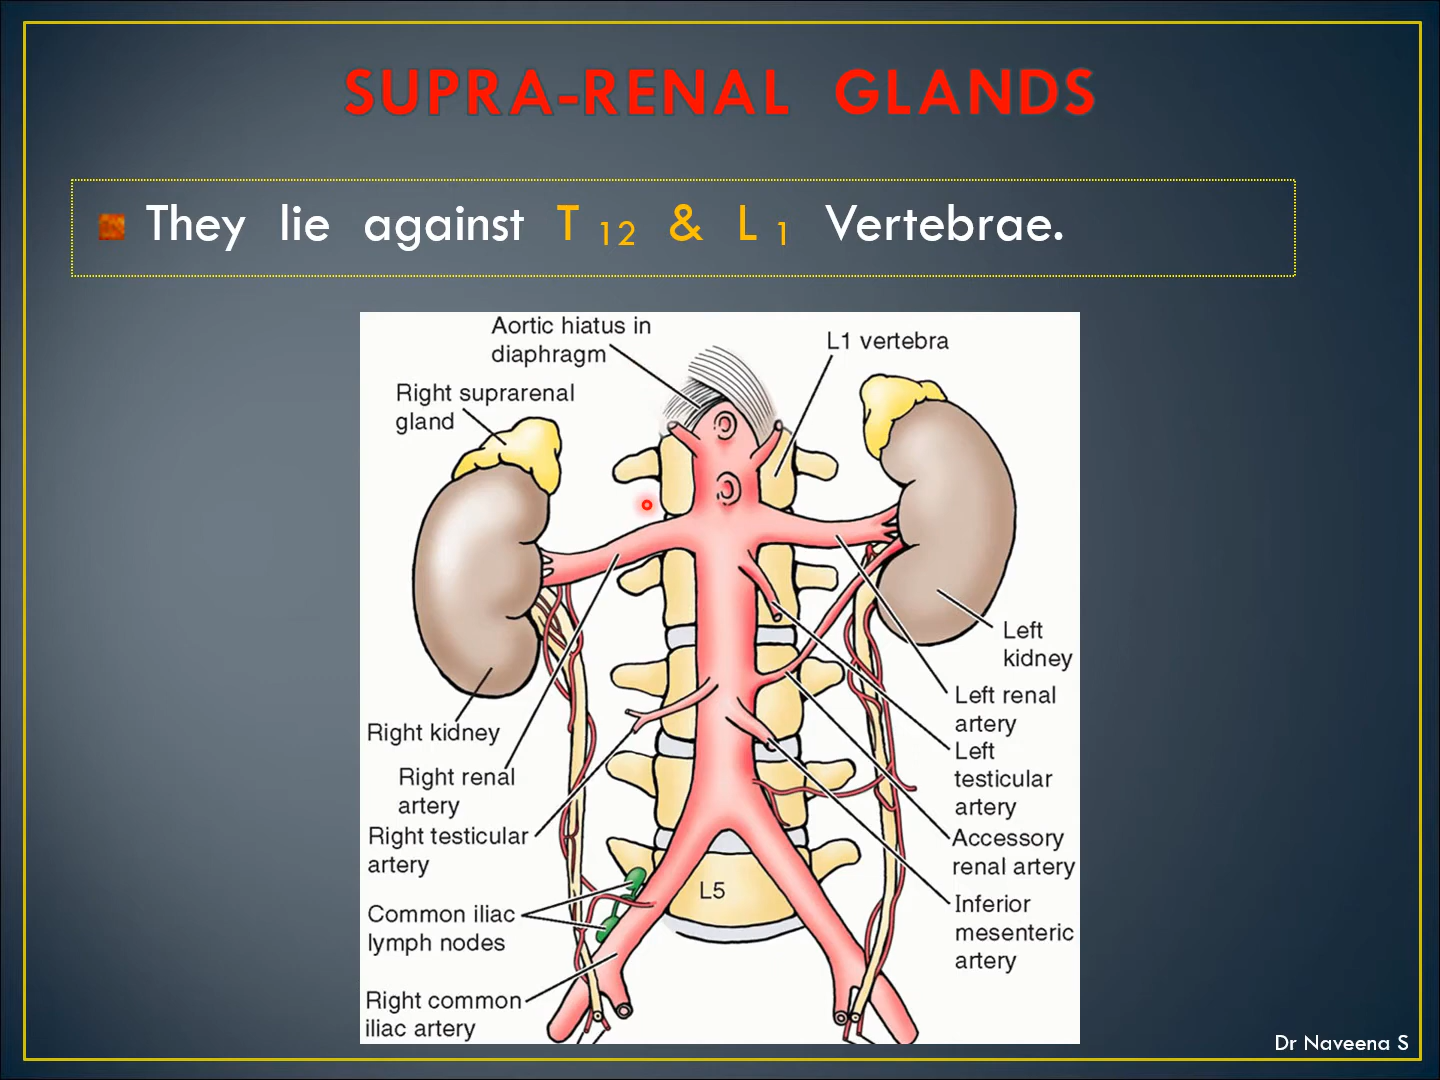 SUPRA-RENAL GLANDS
They lie against T 12 & L 1 Vertebrae.
Aortic hiatus in
diaphragm
L1 vertebra
Right suprarenal
gland
Left
kidney
Left renal
artery
Right kidney
Left
testicular
artery
Right renal
artery
Right testicular
artery
Accessory
renal artery
L5
Inferior
mesenteric
artery
Common iliac
lymph nodes
Right common
iliac artery
Dr Naveena S